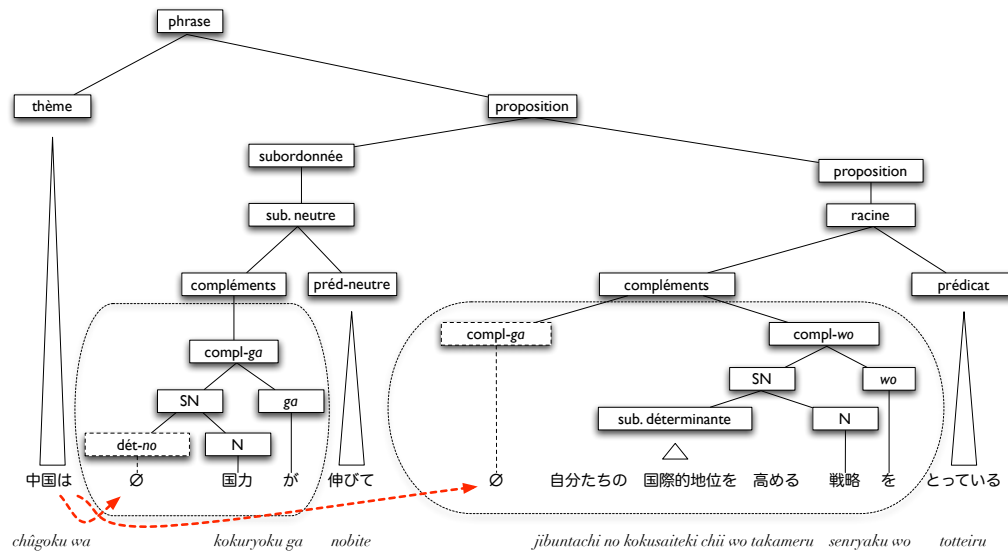 phrase
thème
proposition
subordonnée
proposition
sub. neutre
racine
compléments
préd-neutre
compléments
prédicat
compl-ga
compl-wo
compl-ga
SN
wo
SN
ga
sub. déterminante
N
dét-no
N
中国は Ø 国力 が 伸びて Ø 自分たちの 国際的地位を 高める 戦略 を とっている
chûgoku wa kokuryoku ga nobite jibuntachi no kokusaiteki chii wo takameru senryaku wo totteiru